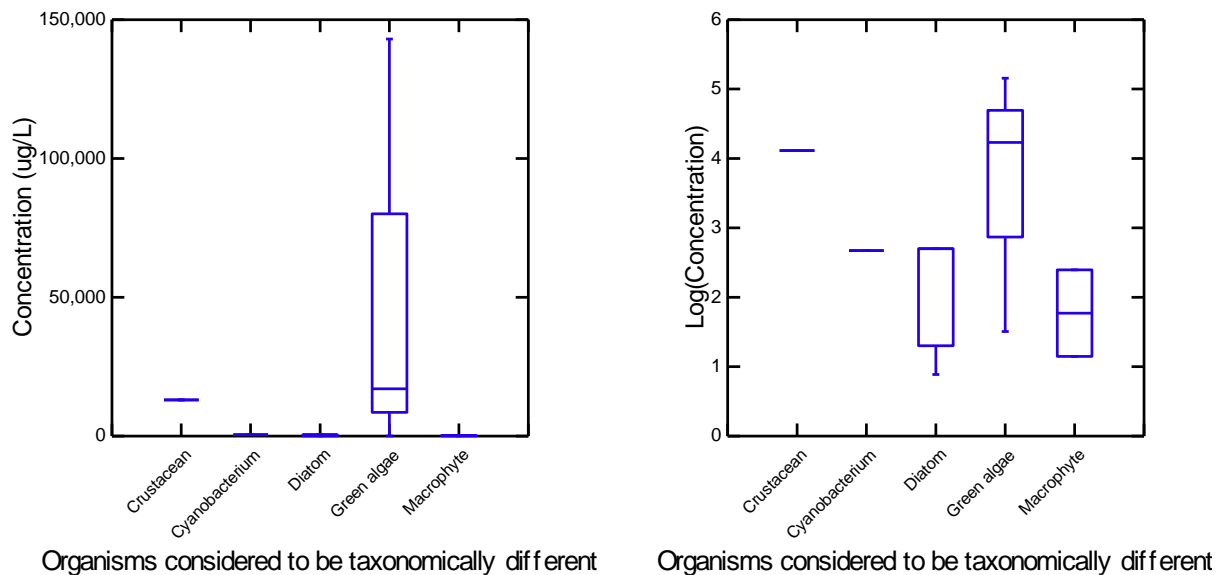 150,000
100,000
50,000
0
Concentration (ug/L)
Crustacean
Cyanobacterium
Diatom
Green algae
Macrophyte
Organisms considered to be taxonomically different
6
5
4
3
2
1
0
Log(Concentration)
Crustacean
Cyanobacterium
Diatom
Green algae
Macrophyte
Organisms considered to be taxonomically different